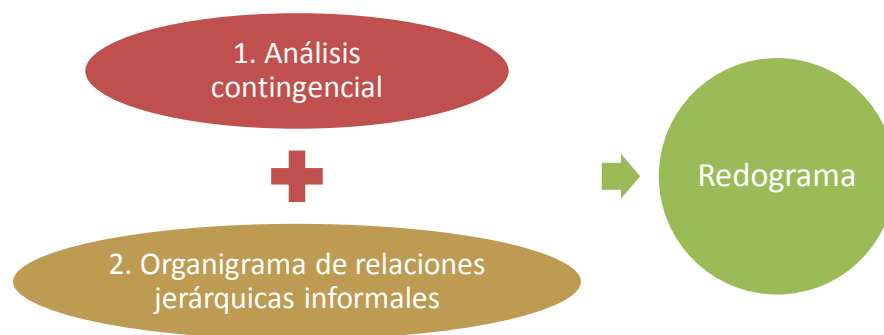 1. Análisis
contingencial
2. Organigrama de relaciones
jerárquicas informales
Redograma